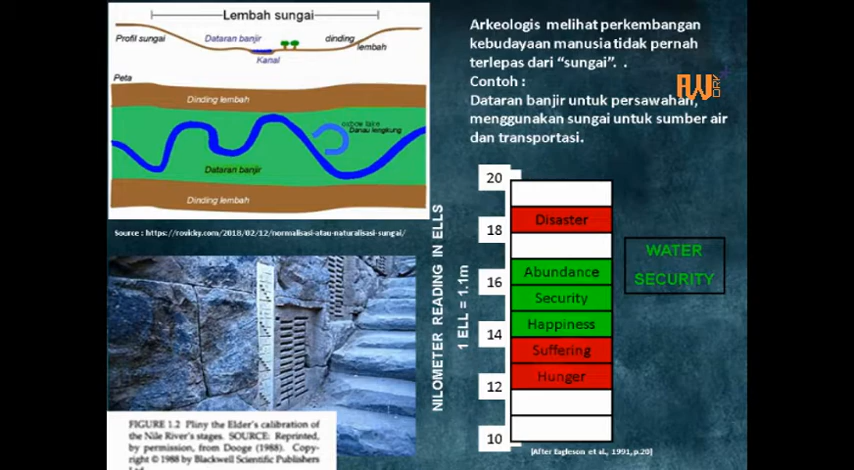 Lembah sungai
Profil sungai
Dataran banjir
dinding
lembah
Kanal
Peta
Dinding lembah
oxbow lake
Danau lengkung
Dataran banjir
Dinding lembah
Source : https://rovicky.com/2018/02/12/normalisasi-atau-naturalisasi-sungai/
Arkeologis melihat perkembangan
kebudayaan manusia tidak pernah
terlepas dari “sungai”. .
Contoh :
Dataran banjir untuk persawahan,
menggunakan sungai untuk sumber air
dan transportasi.
NILOMETER READING IN ELLS
1 ELL = 1.1m
20
Disaster
18
Abundance
16
Security
Happiness
14
Suffering
Hunger
12
10
WATER
SECURITY
[After Eagleson et al., 1991, p.20]
FIGURE 1.2 Pliny the Elder's calibration of
the Nile River's stages. SOURCE: Reprinted,
by permission, from Dooge (1988). Copy-
right © 1988 by Blackwell Scientific Publishers
Ltd.